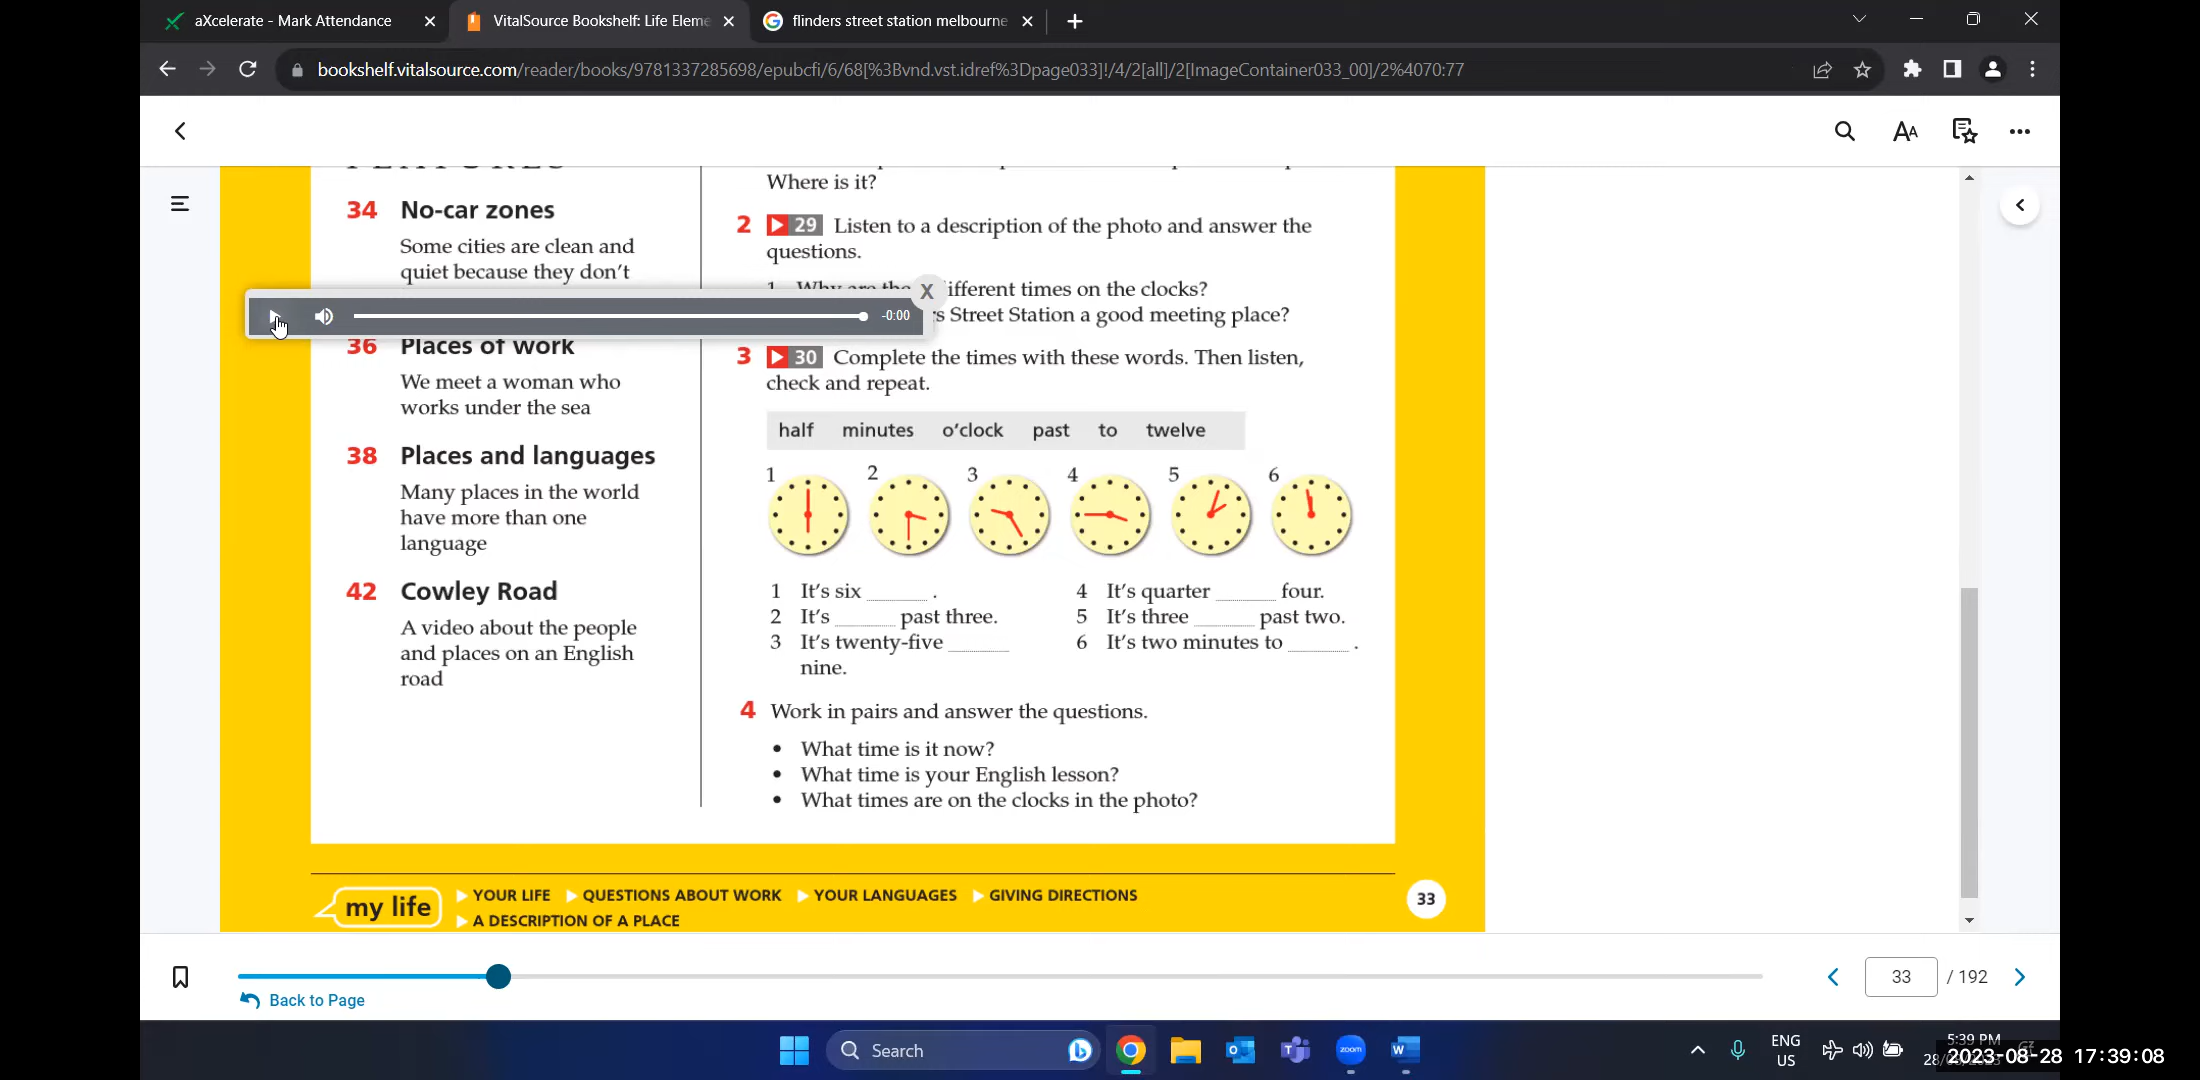 aXcelerate - Mark Attendance
VitalSource Bookshelf: Life Eleme
flinders street station melbourne
bookshelf.vitalsource.com/reader/books/9781337285698/epubcfi/6/68[%3Bvnd.vst.idref%3Dpage033]!/4/2[all]/2[ImageContainer033_00]/2%4070:77
FEATURES
34 No-car zones
Some cities are clean and
quiet because they don't
X
-0:00
36 Places of work
We meet a woman who
works under the sea
38 Places and languages
Many places in the world
have more than one
language
42 Cowley Road
A video about the people
and places on an English
road
Where is it?
2 29 Listen to a description of the photo and answer the
questions.
1 Why are the different times on the clocks?
s Street Station a good meeting place?
3 30 Complete the times with these words. Then listen,
check and repeat.
half minutes o'clock past to twelve
1 2 3 4 5 6
1 It's six ______ .
2 It's ______ past three.
3 It's twenty-five ______
nine.
4 It's quarter ______ four.
5 It's three ______ past two.
6 It's two minutes to ______ .
4 Work in pairs and answer the questions.
• What time is it now?
• What time is your English lesson?
• What times are on the clocks in the photo?
my life
YOUR LIFE QUESTIONS ABOUT WORK YOUR LANGUAGES GIVING DIRECTIONS
A DESCRIPTION OF A PLACE
33
Back to Page
33 / 192
Search
zoom
ENG
US
5:39 PM
2023-08-28 17:39:08